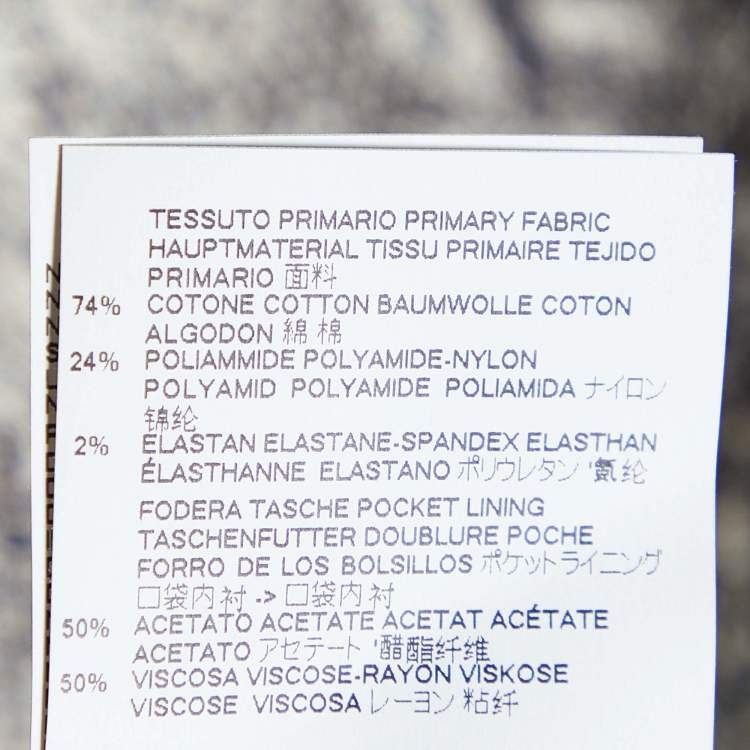 TESSUTO PRIMARIO PRIMARY FABRIC
HAUPTMATERIAL TISSU PRIMAIRE TEJIDO
PRIMARIO 面料
74% COTONE COTTON BAUMWOLLE COTON
ALGODON 綿 棉
24% POLIAMMIDE POLYAMIDE-NYLON
POLYAMID POLYAMIDE POLIAMIDA ナイロン
锦纶
2% ELASTAN ELASTANE-SPANDEX ELASTHAN
ÉLASTHANNE ELASTANO ポリウレタン '氨纶
FODERA TASCHE POCKET LINING
TASCHENFUTTER DOUBLURE POCHE
FORRO DE LOS BOLSILLOS ポケットライニング
口袋内衬 -> 口袋内衬
50% ACETATO ACETATE ACETAT ACÉTATE
ACETATO アセテート '醋酯纤维
50% VISCOSA VISCOSE-RAYON VISKOSE
VISCOSE VISCOSA レーヨン 粘纤